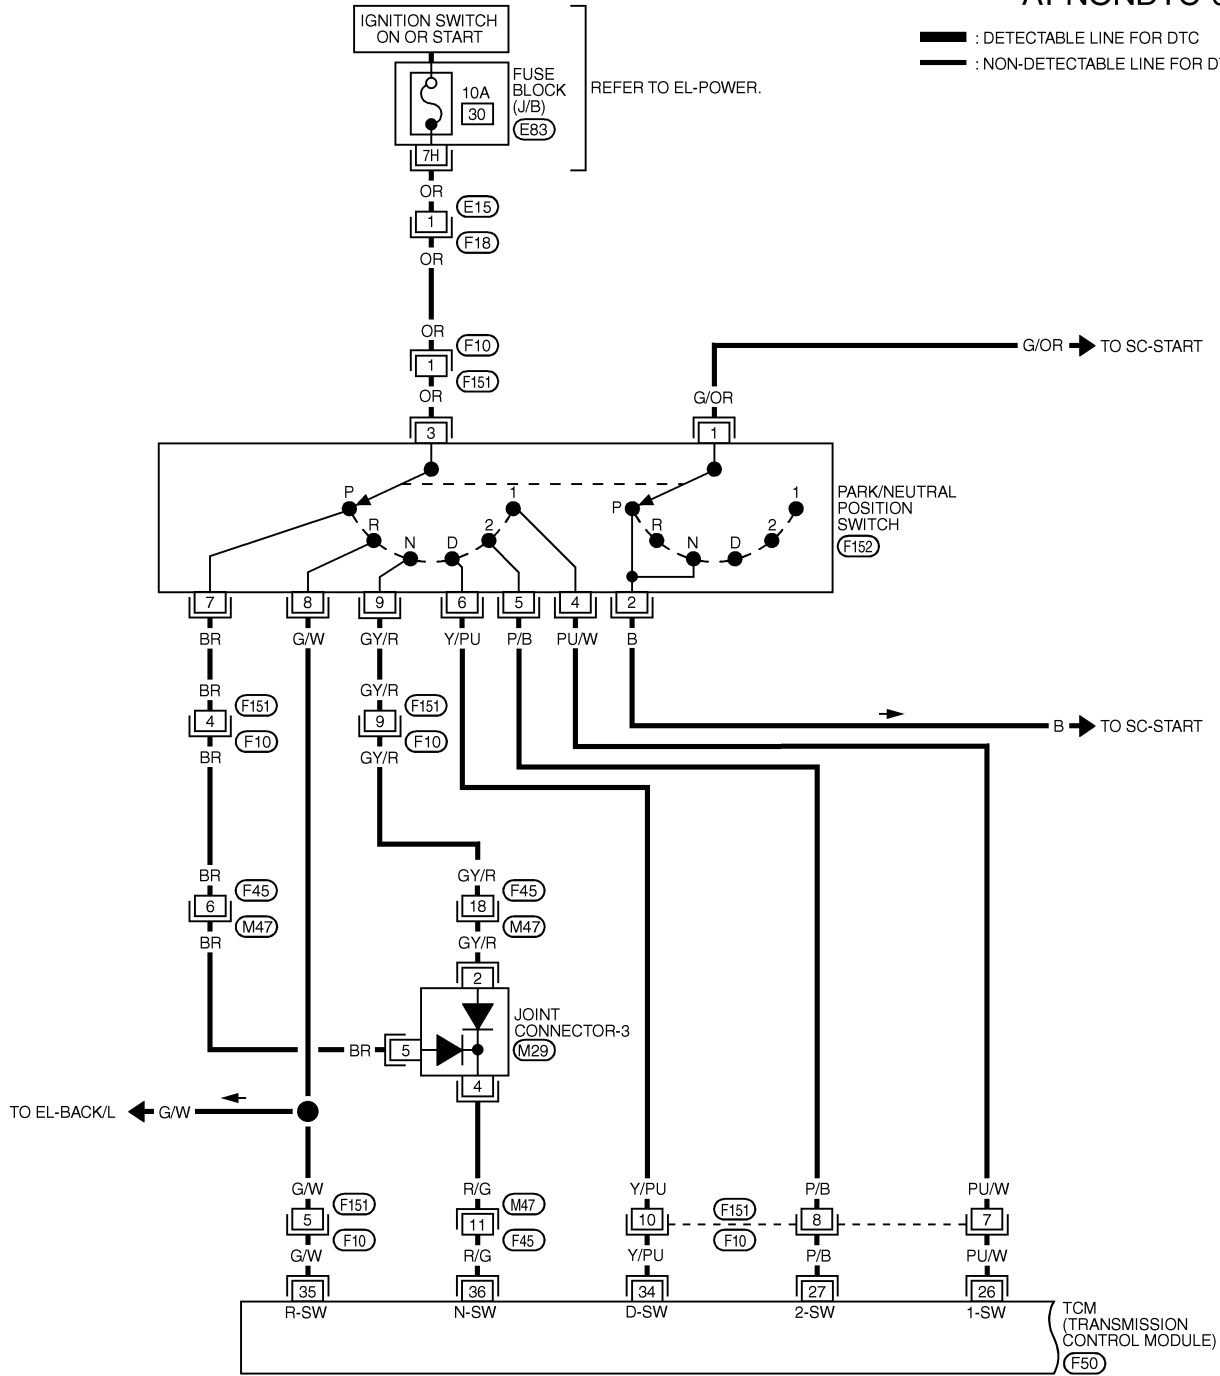 IGNITION SWITCH
ON OR START
: DETECTABLE LINE FOR DTC
: NON-DETECTABLE LINE FOR
10A
30
FUSE
BLOCK
(J/B)
E83
REFER TO EL-POWER.
7H
OR
E15
1
F18
OR
OR
F10
1
F151
OR
G/OR
TO SC-START
G/OR
3
1
P
R
N
D
2
1
P
R
N
D
2
1
PARK/NEUTRAL
POSITION
SWITCH
F152
7
8
9
6
5
4
2
BR
G/W
GY/R
Y/PU
P/B
PU/W
B
BR
F151
4
F10
BR
GY/R
F151
9
F10
GY/R
B
TO SC-START
BR
F45
6
M47
BR
GY/R
F45
18
M47
GY/R
2
JOINT
CONNECTOR-3
M29
BR
5
4
TO EL-BACK/L
G/W
G/W
F151
5
F10
G/W
R/G
M47
11
F45
R/G
Y/PU
10
Y/PU
F151
F10
P/B
8
P/B
PU/W
7
PU/W
35
36
34
27
26
R-SW
N-SW
D-SW
2-SW
1-SW
TCM
(TRANSMISSION
CONTROL MODULE)
F50